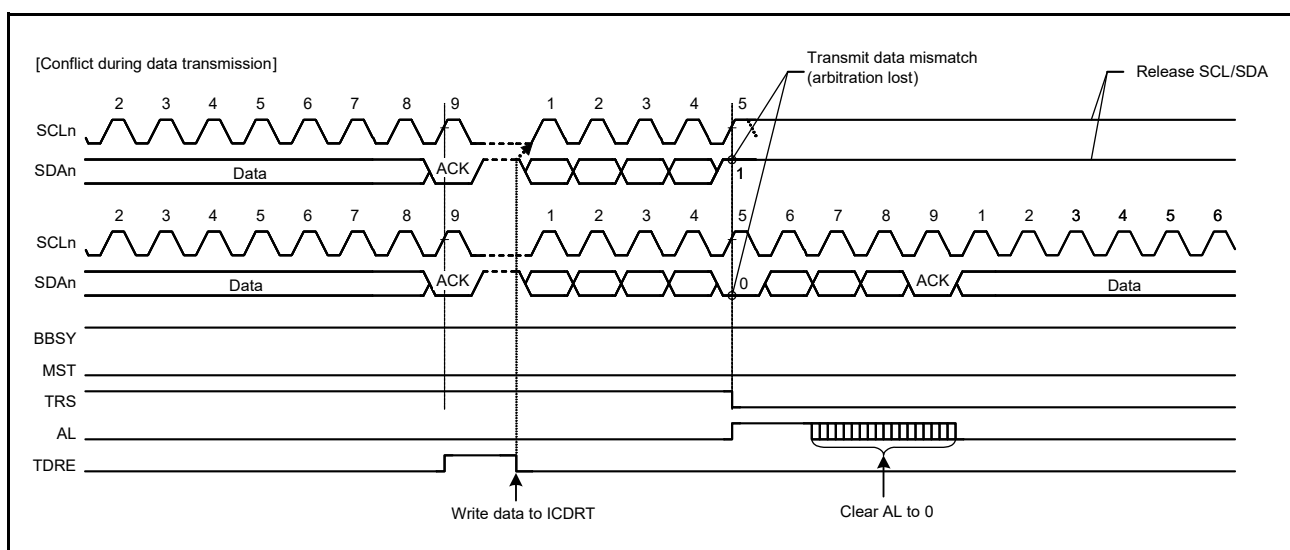 [Conflict during data transmission]
Transmit data mismatch
(arbitration lost)
Release SCL/SDA
2 3 4 5 6 7 8 9 1 2 3 4 5
SCLn
SDAn Data ACK 1
2 3 4 5 6 7 8 9 1 2 3 4 5 6 7 8 9 1 2 3 4 5 6
SCLn
SDAn Data ACK 0 ACK Data
BBSY
MST
TRS
AL
TDRE
Write data to ICDRT Clear AL to 0